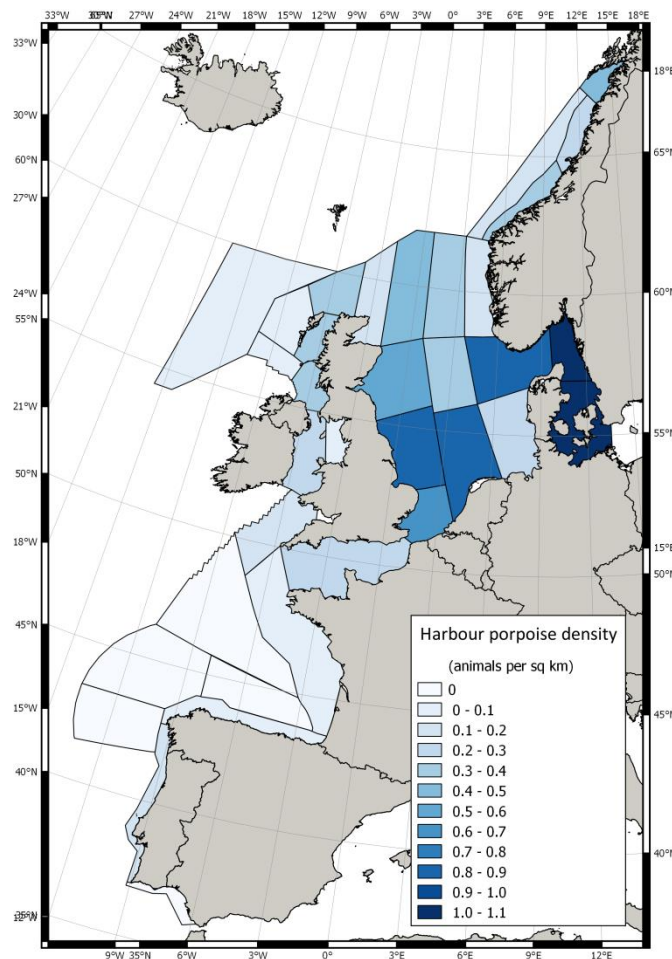 33°W
24°W 21°W 18°W 15°W 12°W 9°W 6°W 3°W 0°E 3°E 6°E 9°E 12°E 15°E
33°W
18°E
30°W
65°N
60°W
27°W
24°W
60°N
55°N
21°W
55°N
50°N
18°W
15°E
50°N
45°N
Harbour porpoise density
(animals per sq km)
0
0 - 0.1
0.1 - 0.2
0.2 - 0.3
0.3 - 0.4
0.4 - 0.5
0.5 - 0.6
0.6 - 0.7
0.7 - 0.8
0.8 - 0.9
0.9 - 1.0
1.0 - 1.1
15°W
45°N
40°N
40°N
9°W 35°N 6°W 3°W 0° 3°E 6°E 9°E 12°E